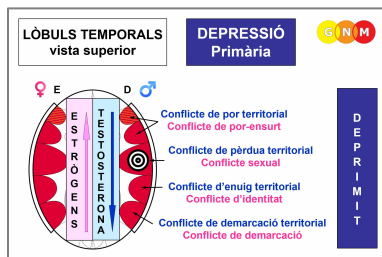 LÒBULS TEMPORALS
vista superior
DEPRESSIÓ
Primària
GNM
♀ E D ♂
ESTRÒGENS
TESTOSTERONA
Conflicte de por territorial
Conflicte de por-ensurt
Conflicte de pèrdua territorial
Conflicte sexual
Conflicte d'enuig territorial
Conflicte d'identitat
Conflicte de demarcació territorial
Conflicte de demarcació
DEPRIMIT